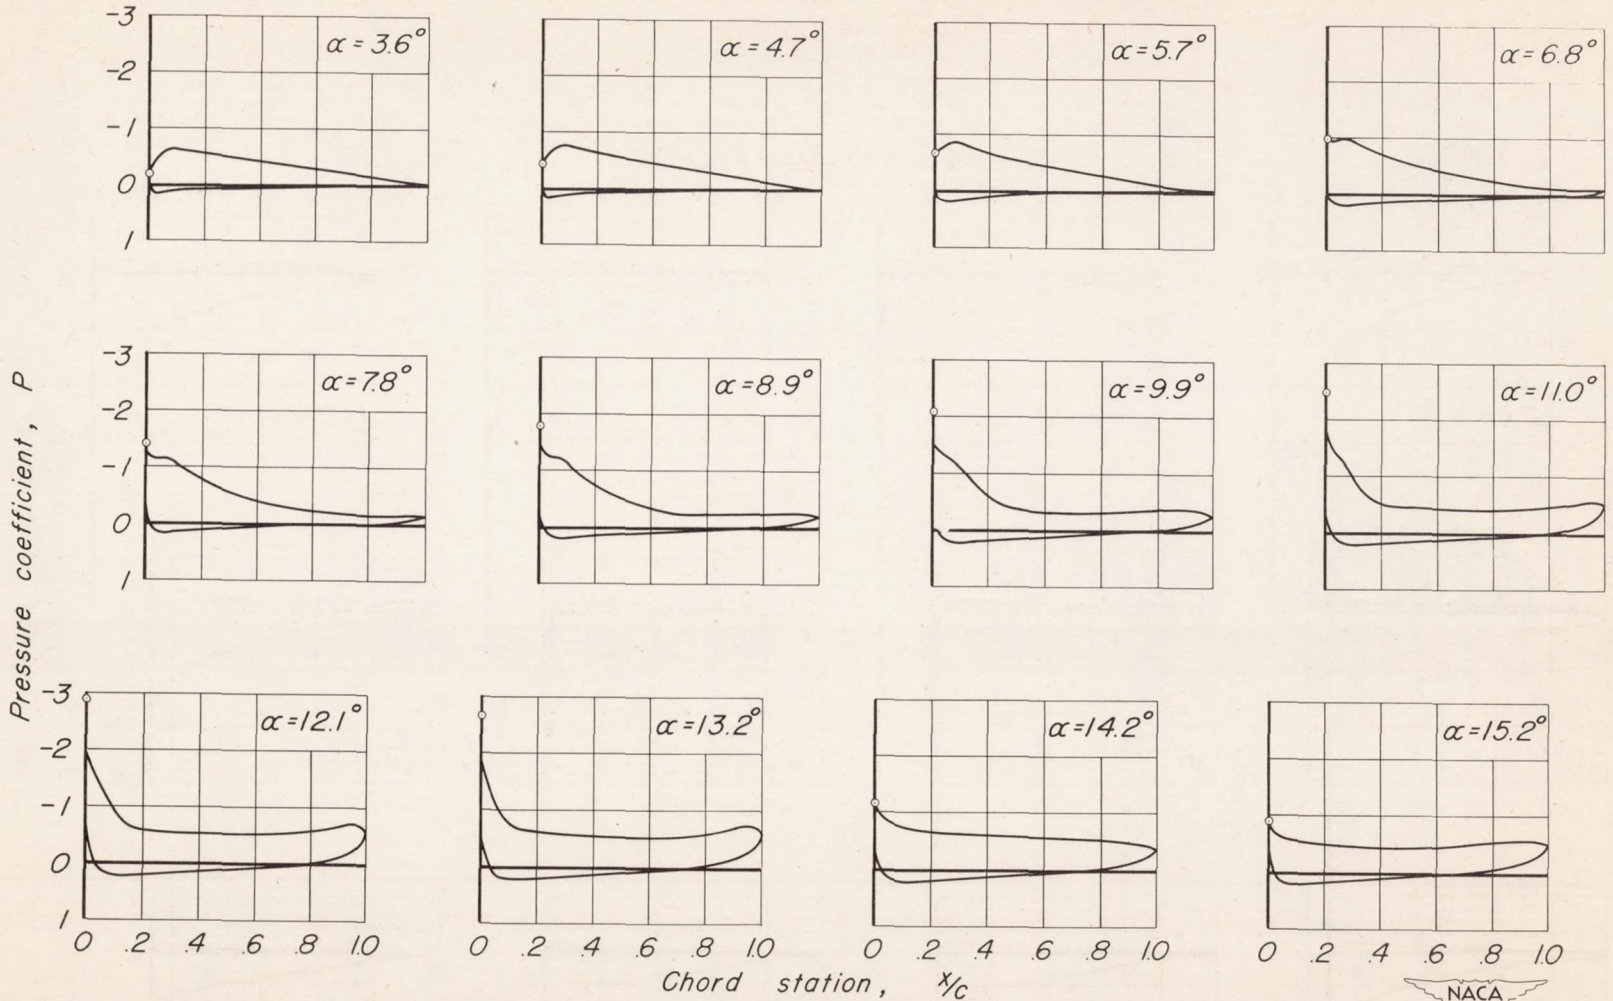 -3
-2
-1
0
1
α = 3.6°
α = 4.7°
α = 5.7°
α = 6.8°
-3
-2
-1
0
1
α = 7.8°
α = 8.9°
α = 9.9°
α = 11.0°
Pressure coefficient, P
-3
-2
-1
0
1
α = 12.1°
α = 13.2°
α = 14.2°
α = 15.2°
0 .2 .4 .6 .8 1.0
0 .2 .4 .6 .8 1.0
0 .2 .4 .6 .8 1.0
0 .2 .4 .6 .8 1.0
Chord station, x/c
NACA